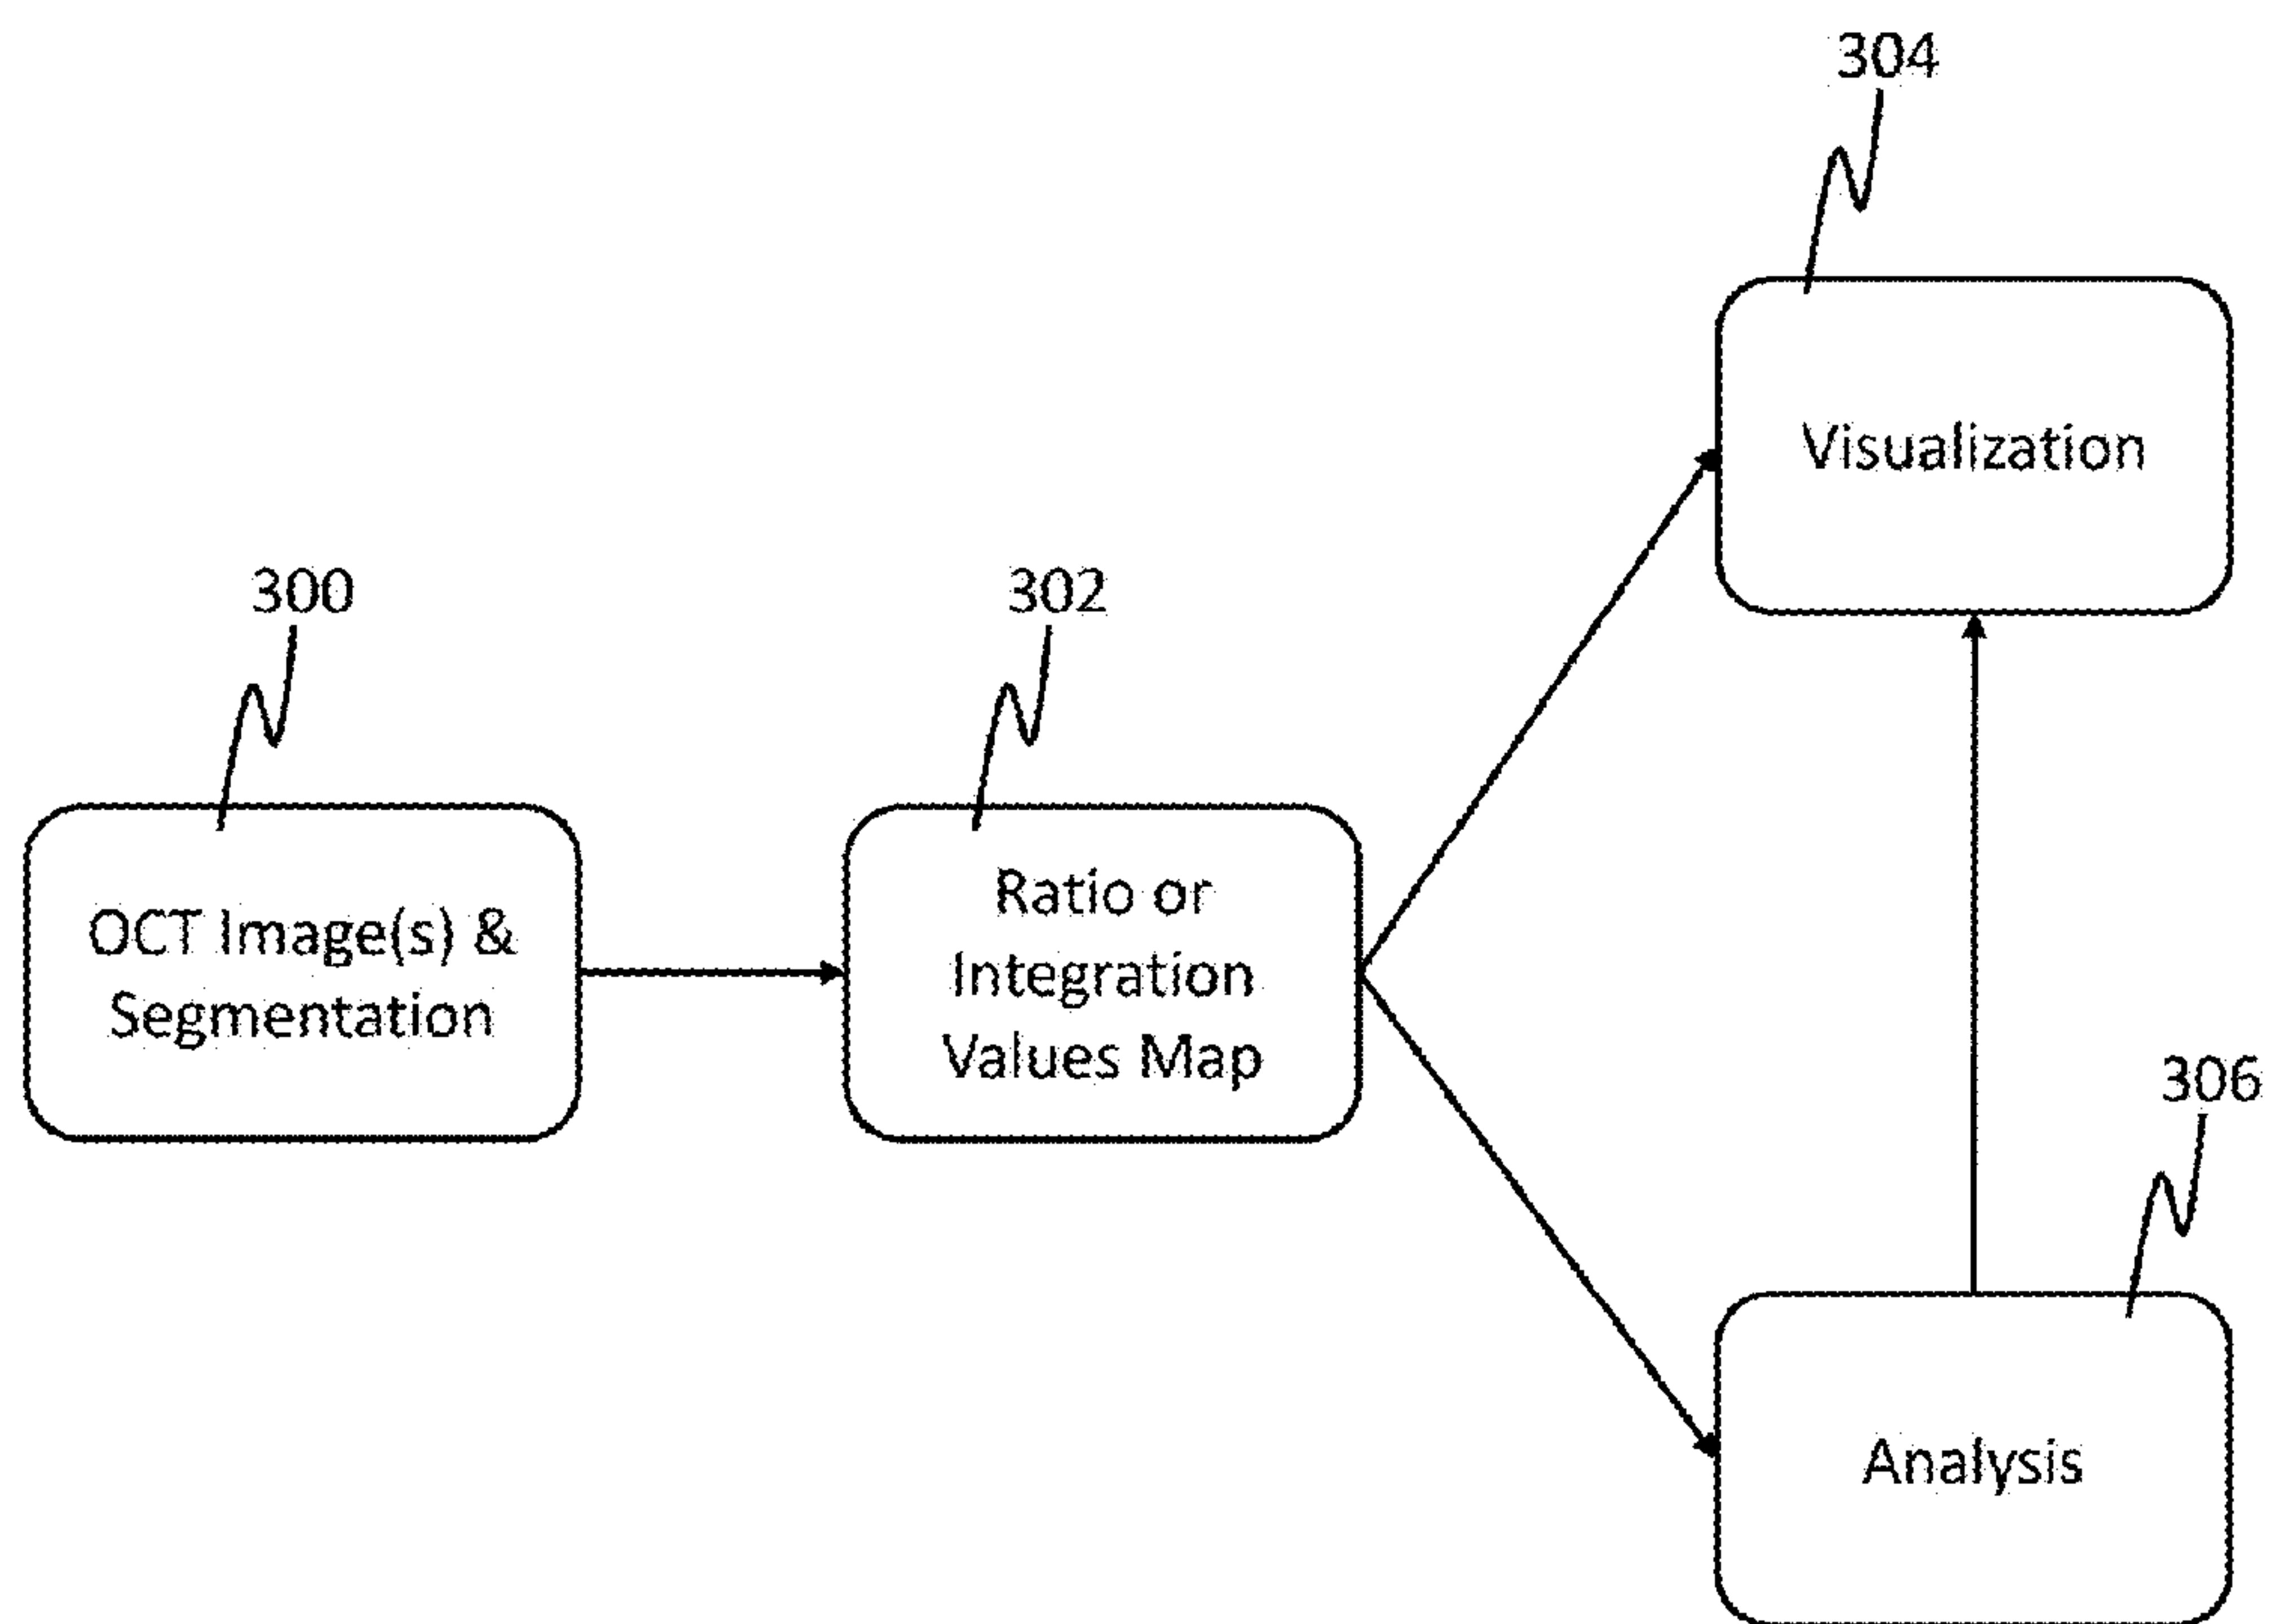 304
Visualization
300
302
OCT Image(s) &
Segmentation
Ratio or
Integration
Values Map
306
Analysis